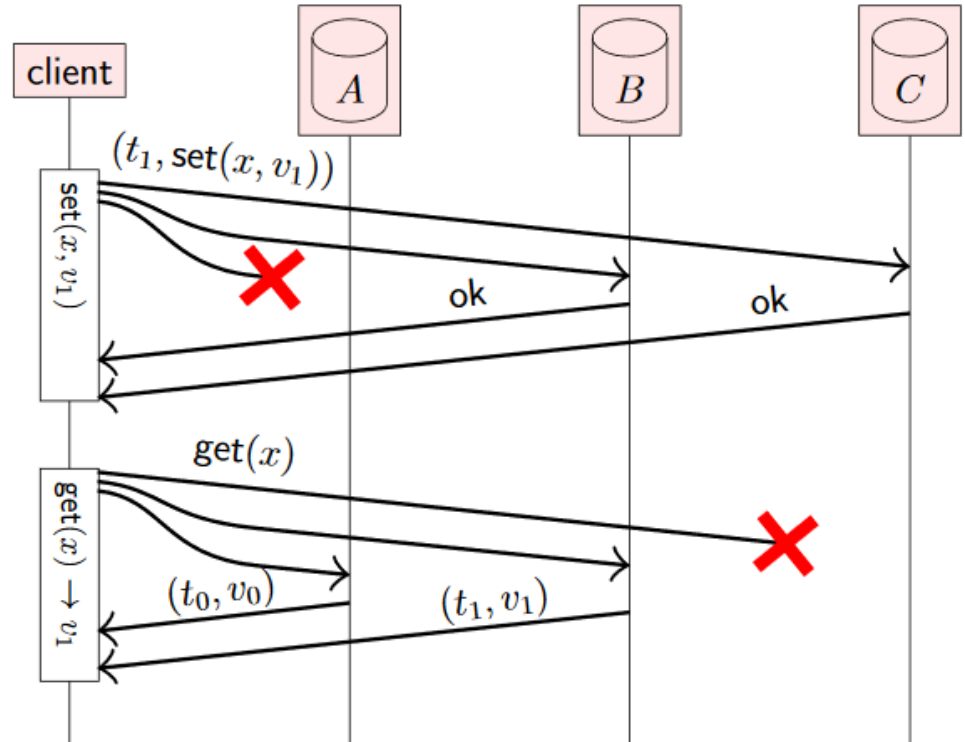 client
A
B
C
(t₁, set(x, v₁))
set(x, v₁)
ok
ok
get(x)
get(x) → v₁
(t₀, v₀)
(t₁, v₁)